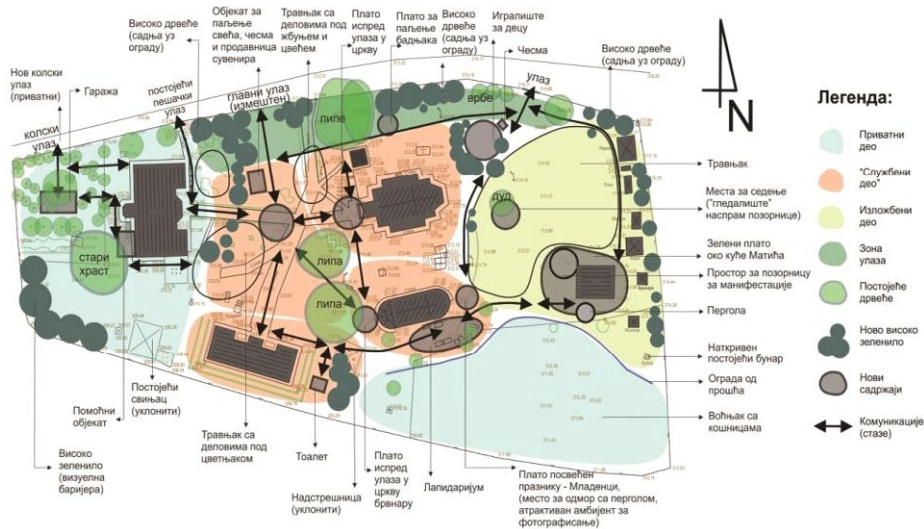 Високо дрвеће
(садња уз
ограду)
Објекат за
паљење
свећа, чесма
и продавница
сувенира
Травњак са
деловима под
жбуњем и
цвећем
Плато
испред
улаза у
цркву
Плато за
паљење
бадњака
Високо
дрвеће
(садња уз
ограду)
Игралиште
за децу
Чесма
Високо дрвеће
(садња уз ограду)
Нов колски
улаз
(приватни)
Гаража
колски
улаз
постојећи
пешачки
улаз
главни улаз
(измештен)
липе
врбе
улаз
N
дуд
стари
храст
липа
липа
Травњак
Места за седење
("гледалиште"
наспрам позорнице)
Зелени плато
око куће Матића
Простор за позорницу
за манифестације
Пергола
Наткривен
постојећи бунар
Ограда од
прошћа
Воћњак са
кошницама
Високо
зеленило
(визуелна
баријера)
Помоћни
објекат
Постојећи
свињац
(уклонити)
Травњак са
деловима под
цветњаком
Тоалет
Надстрешница
(уклонити)
Плато
испред
улаза у
цркву
брвнару
Лапидаријум
Плато посвећен
празнику - Младенци,
(место за одмор са перголом,
атрактиван амбијент за
фотографисање)
Легенда:
Приватни
део
"Службени
део"
Изложбени
део
Зона
улаза
Постојеће
дрвеће
Ново високо
зеленило
Нови
садржаји
Комуникације
(стазе)